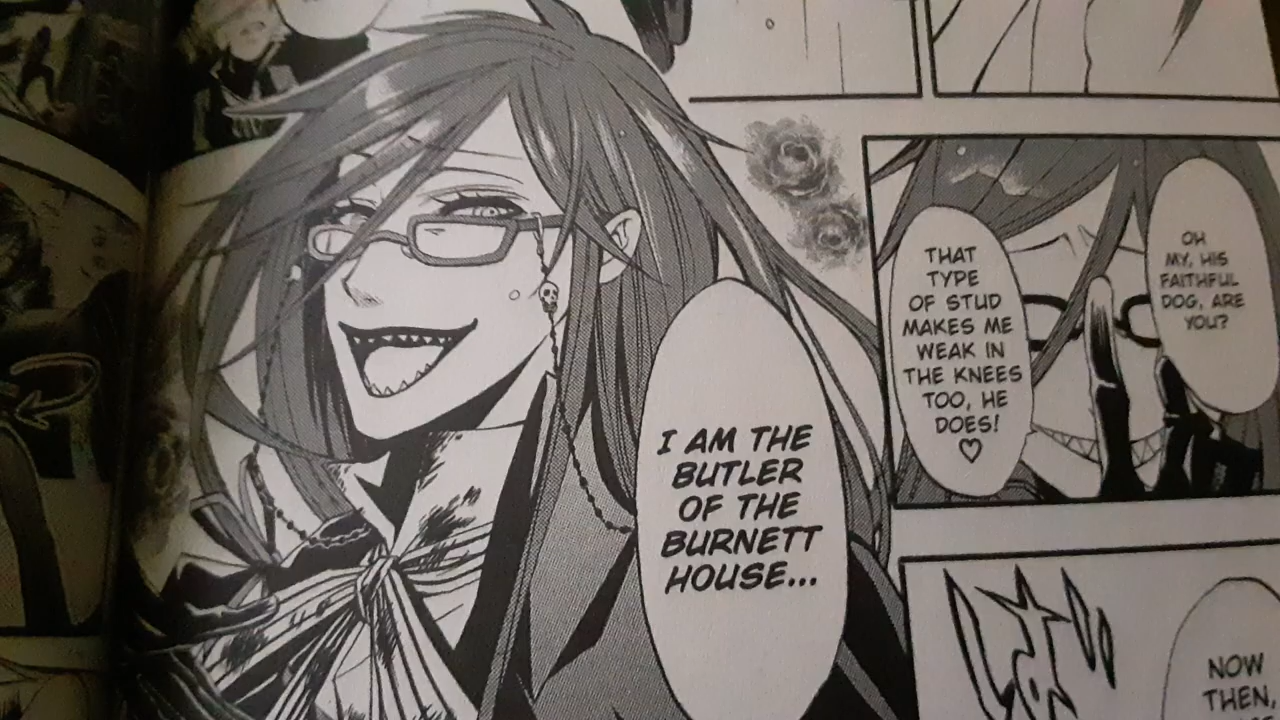 OH
MY, HIS
FAITHFUL
DOG, ARE
YOU?
THAT
TYPE
OF STUD
MAKES ME
WEAK IN
THE KNEES
TOO, HE
DOES!
♡
I AM THE
BUTLER
OF THE
BURNETT
HOUSE...
NOW
THEN,